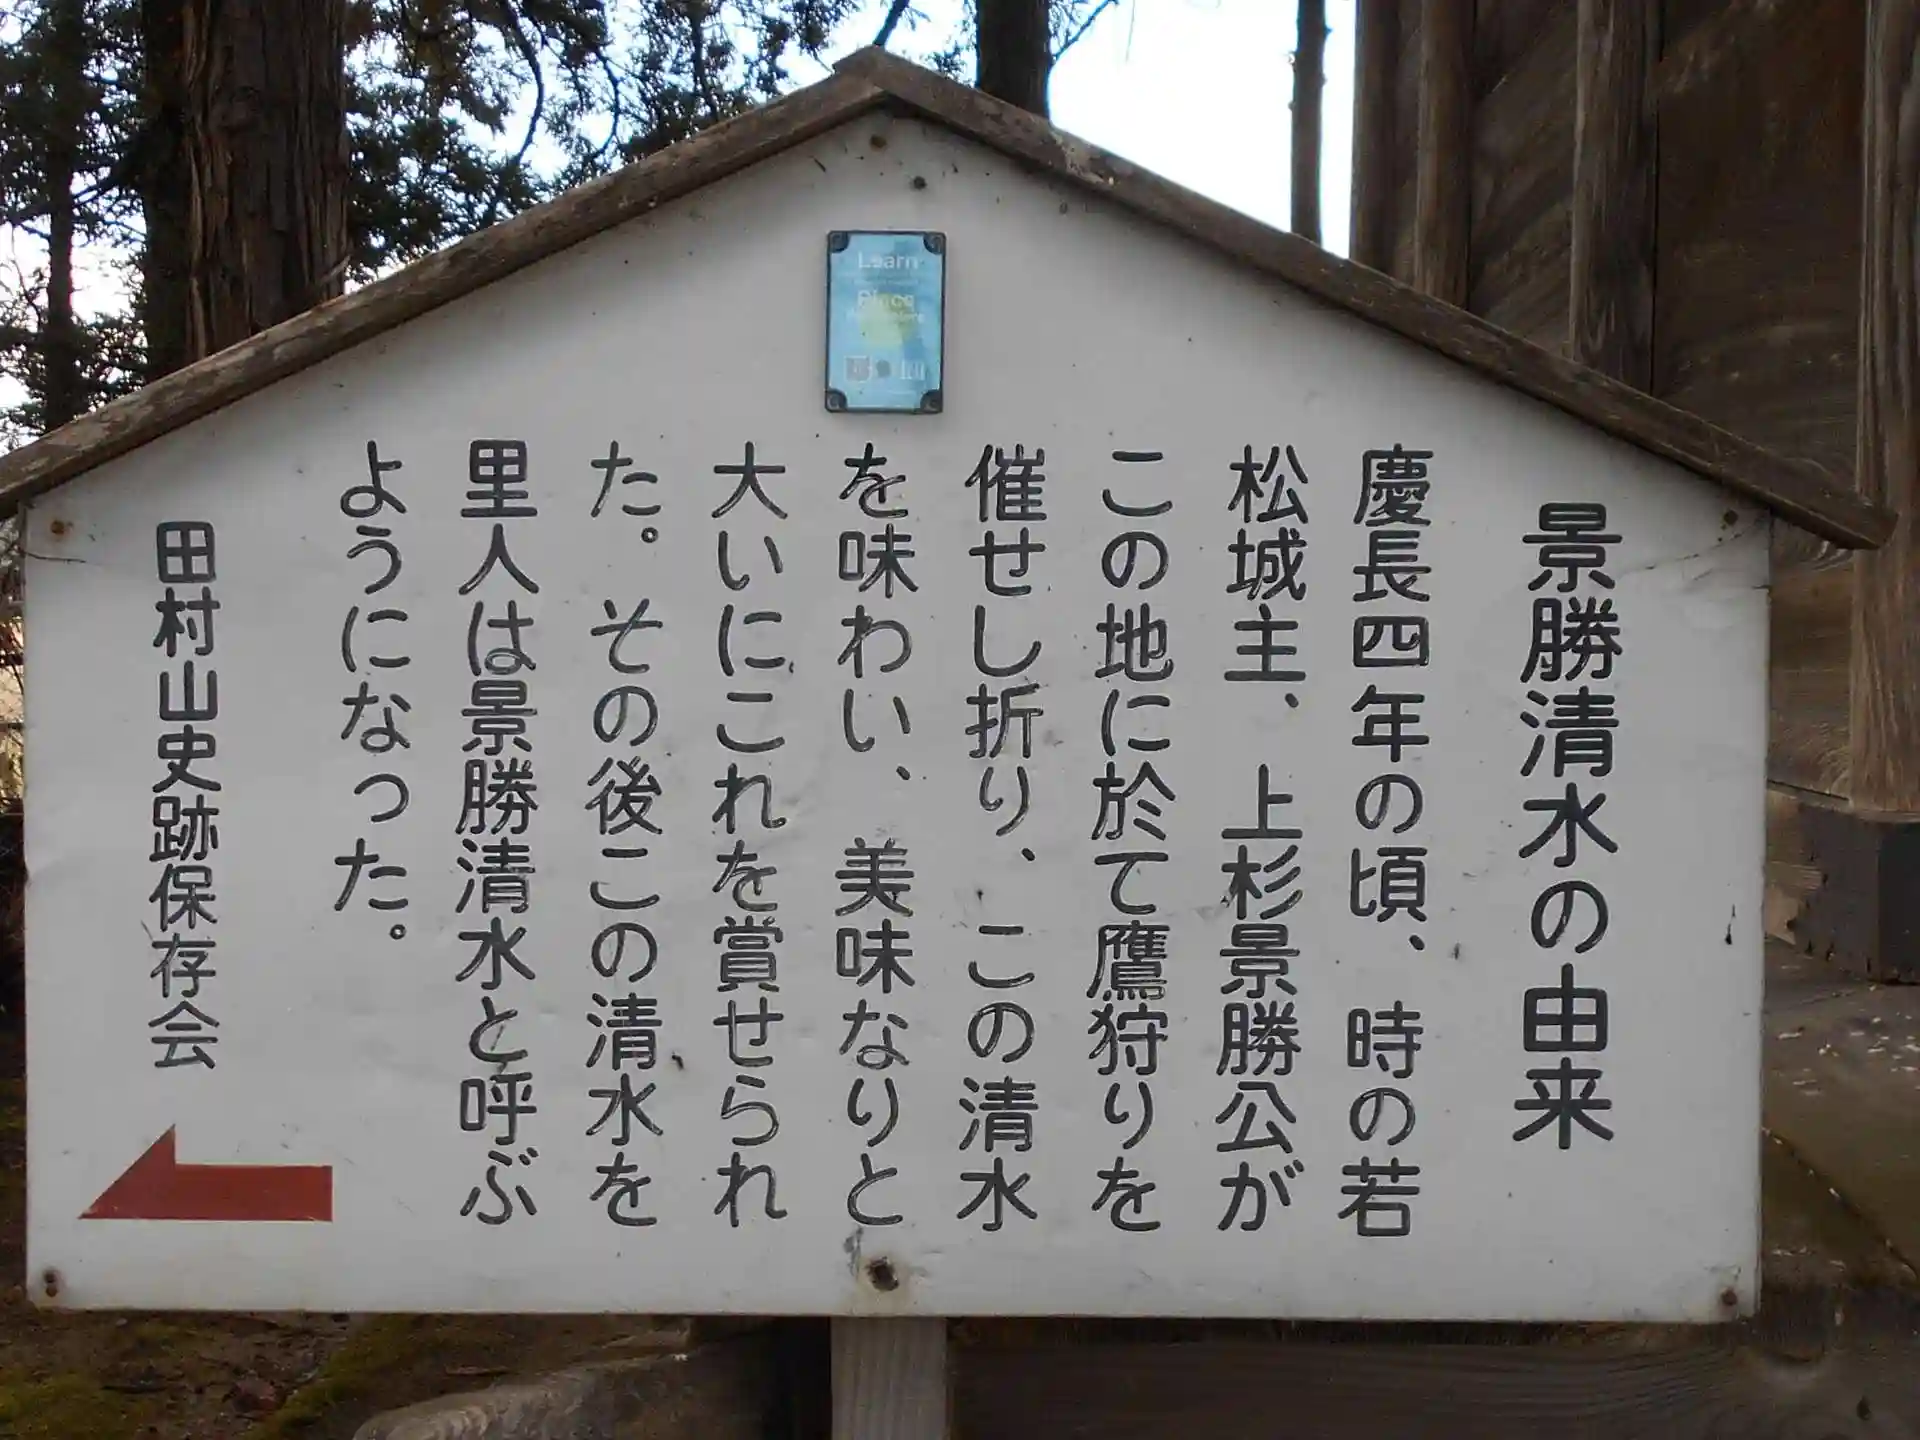 景勝清水の由来
慶長四年の頃、時の若
松城主、上杉景勝公が
この地に於て鷹狩りを
催せし折り、この清水
を味わい、美味なりと
大いにこれを賞せられ
た。その後この清水を
里人は景勝清水と呼ぶ
ようになった。
田村山史跡保存会
Learn
Place